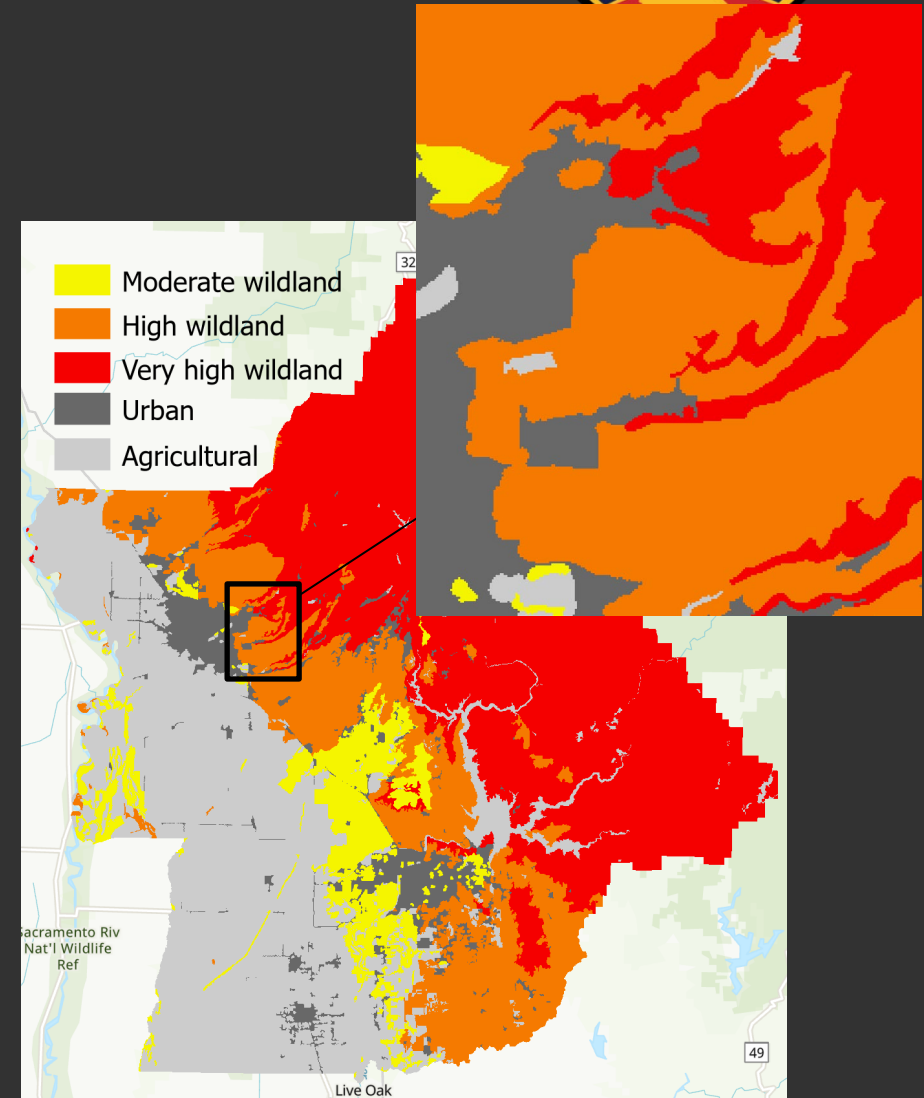 32
Moderate wildland
High wildland
Very high wildland
Urban
Agricultural
Sacramento Riv
Nat'l Wildlife
Ref
49
Live Oak